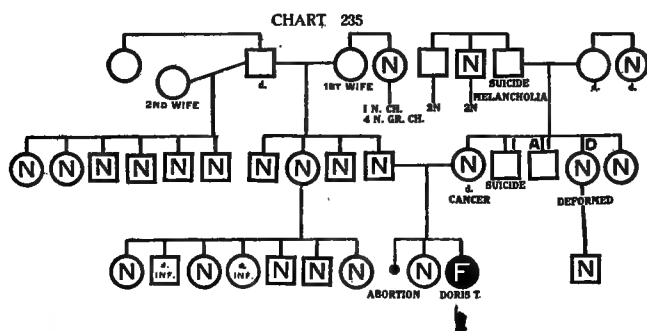 CHART 235
N N N N
d. 1ST WIFE SUICIDE d. d.
2ND WIFE 1 N. CH. 2N 2N MELANCHOLIA
4 N. GR. CH.
A D
N N N N N N N N N N N N N
d. SUICIDE
CANCER DEFORMED
N d. N d. N N N N F N
INF. INF.
ABORTION DORIS T.